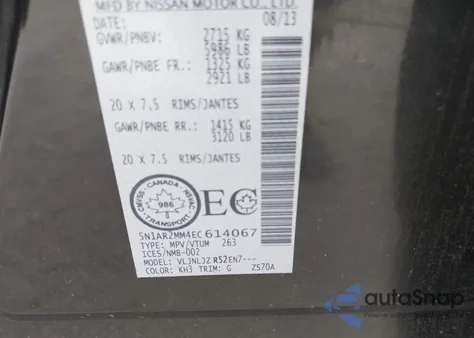 MFD BY NISSAN MOTOR CO., LTD.
DATE 08/13
GVWR/PNBV: 2715 KG
5986 LB
GAWR/PNBE FR.: 1325 KG
2921 LB
20 X 7.5 RIMS/JANTES
GAWR/PNBE RR.: 1415 KG
3120 LB
20 X 7.5 RIMS/JANTES
CMVSS · CANADA · NSVAC
TRANSPORT
986
EC
5N1AR2MM4EC614067
TYPE: MPV/VTUM 263
ICES/NMB-002
MODEL: VLJNLJZ R52EN7---
COLOR: KH3 TRIM: G ZS70A
autoSnap